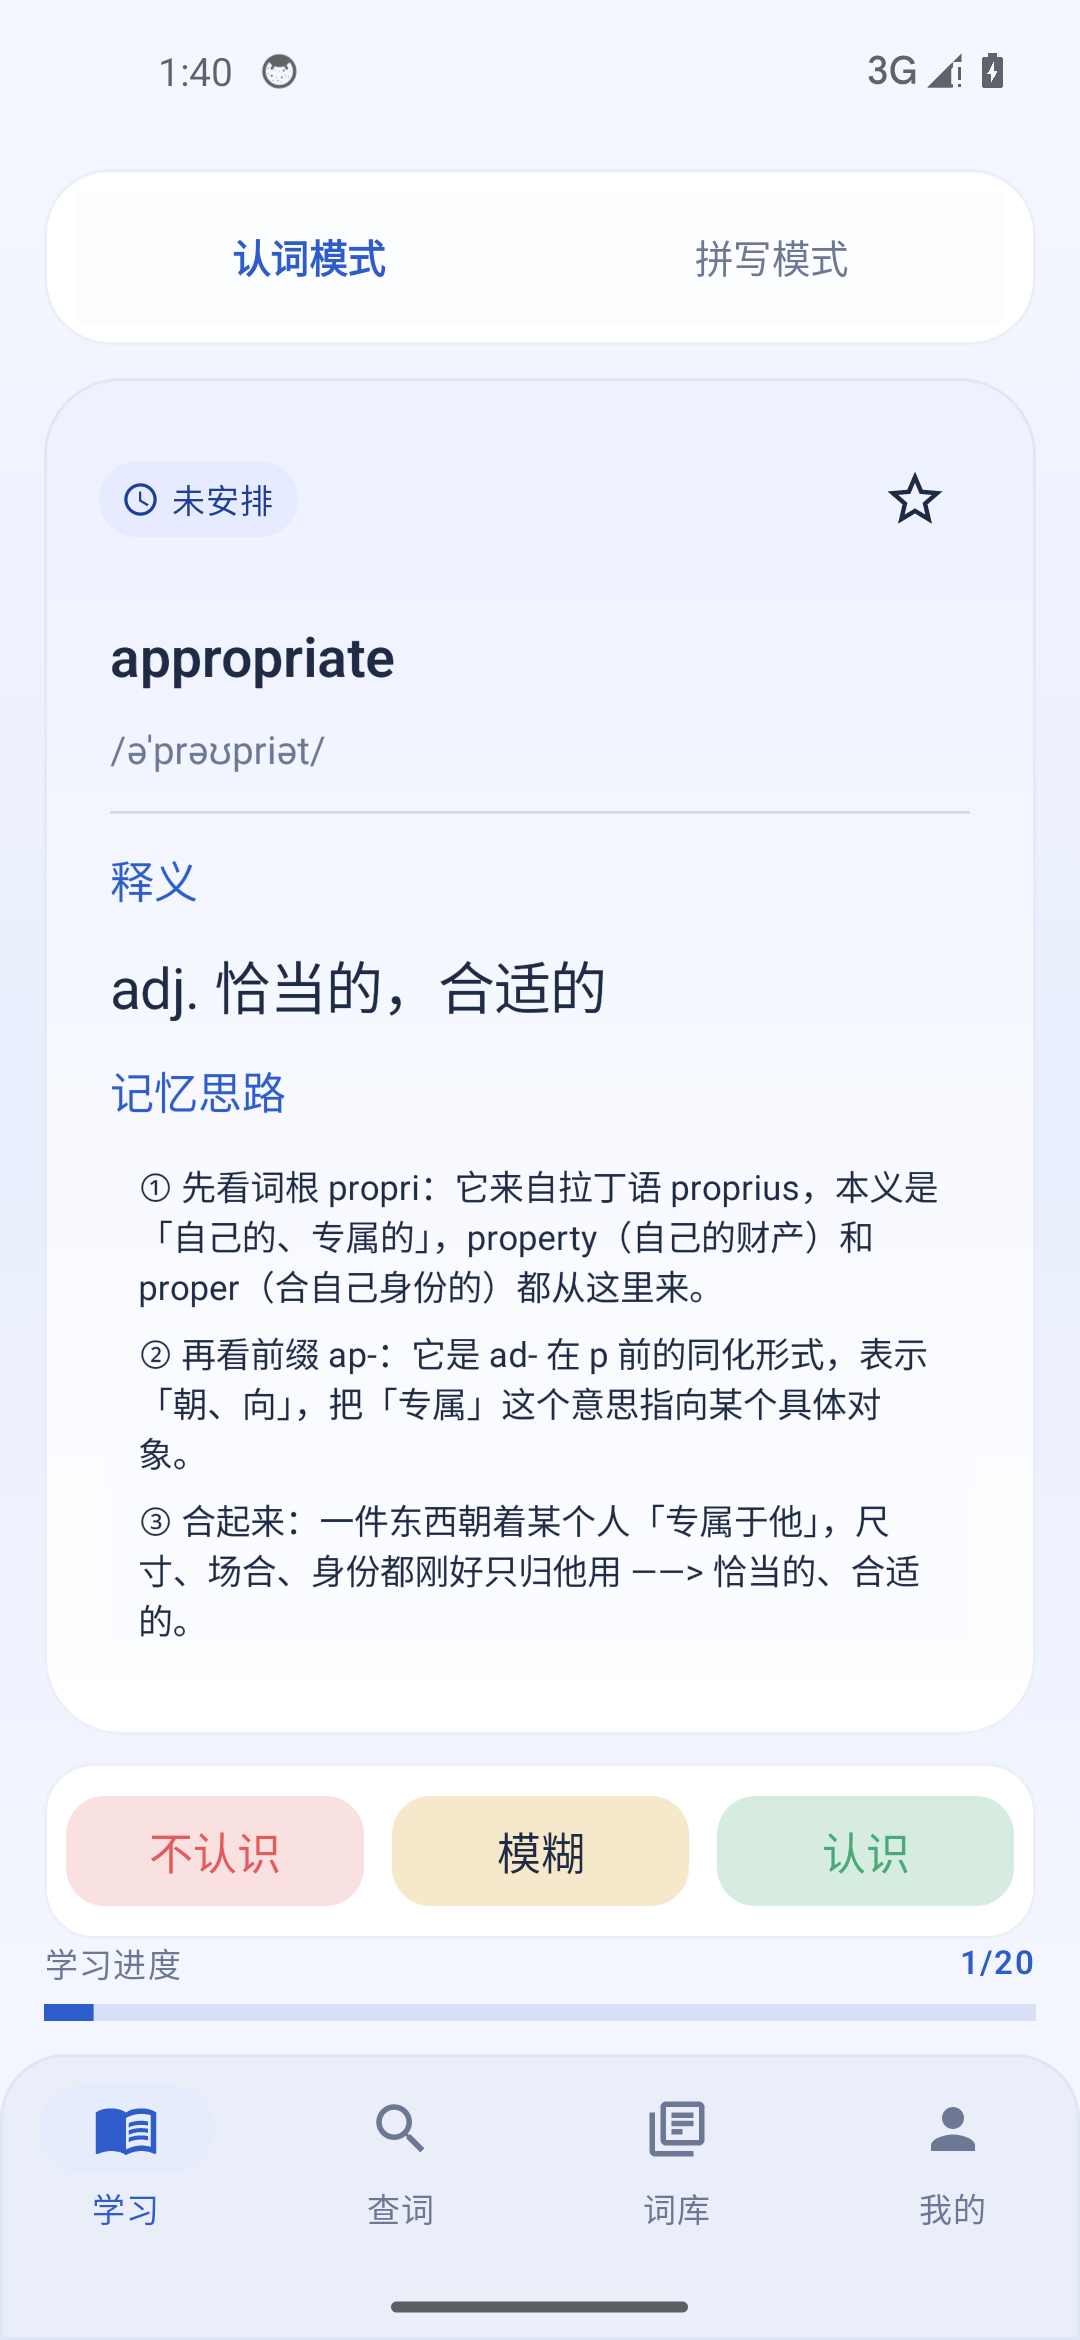 1:40
3G
认词模式
拼写模式
未安排
appropriate
/əˈprəʊpriət/
释义
adj. 恰当的，合适的
记忆思路
① 先看词根 propri：它来自拉丁语 proprius，本义是
「自己的、专属的」，property（自己的财产）和
proper（合自己身份的）都从这里来。
② 再看前缀 ap-：它是 ad- 在 p 前的同化形式，表示
「朝、向」，把「专属」这个意思指向某个具体对
象。
③ 合起来：一件东西朝着某个人「专属于他」，尺
寸、场合、身份都刚好只归他用 ——> 恰当的、合适
的。
不认识
模糊
认识
学习进度
1/20
学习
查词
词库
我的